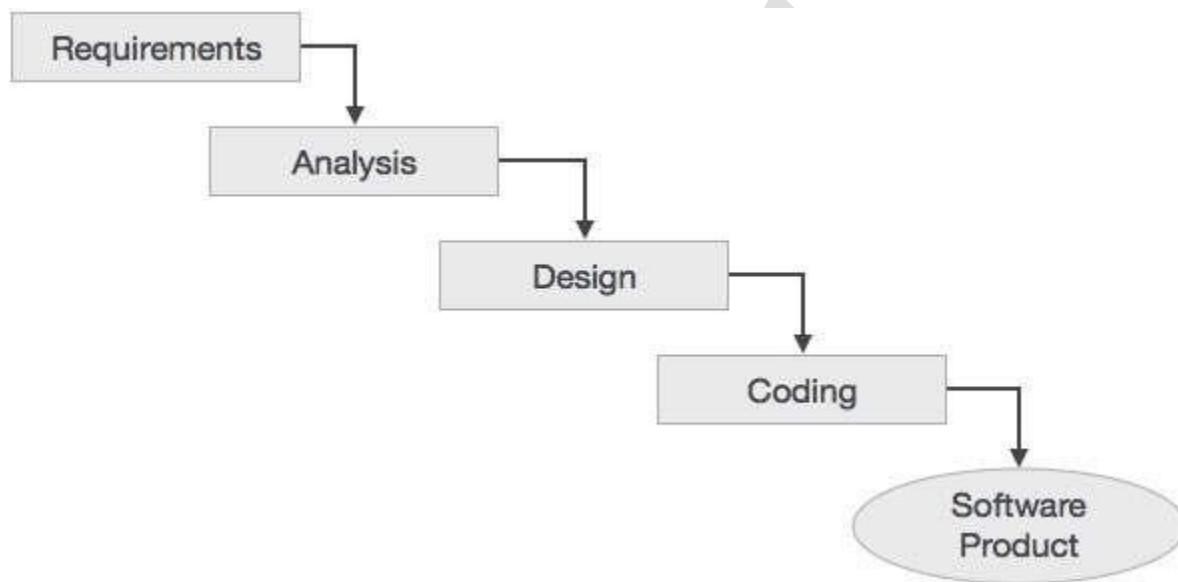 Requirements
Analysis
Design
Coding
Software
Product